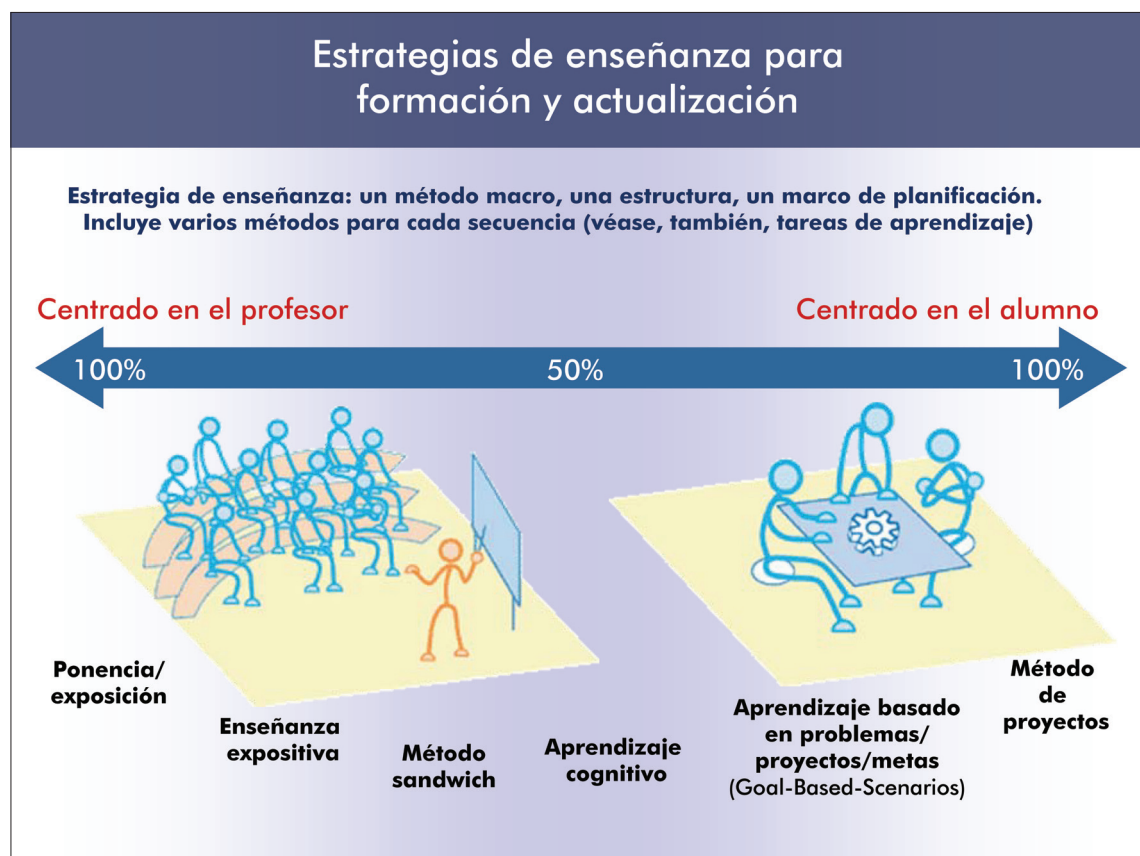 Estrategias de enseñanza para
formación y actualización
Estrategia de enseñanza: un método macro, una estructura, un marco de planificación.
Incluye varios métodos para cada secuencia (véase, también, tareas de aprendizaje)
Centrado en el profesor
Centrado en el alumno
100%
50%
100%
Ponencia/
exposición
Enseñanza
expositiva
Método
sandwich
Aprendizaje
cognitivo
Aprendizaje basado
en problemas/
proyectos/metas
(Goal-Based-Scenarios)
Método
de
proyectos